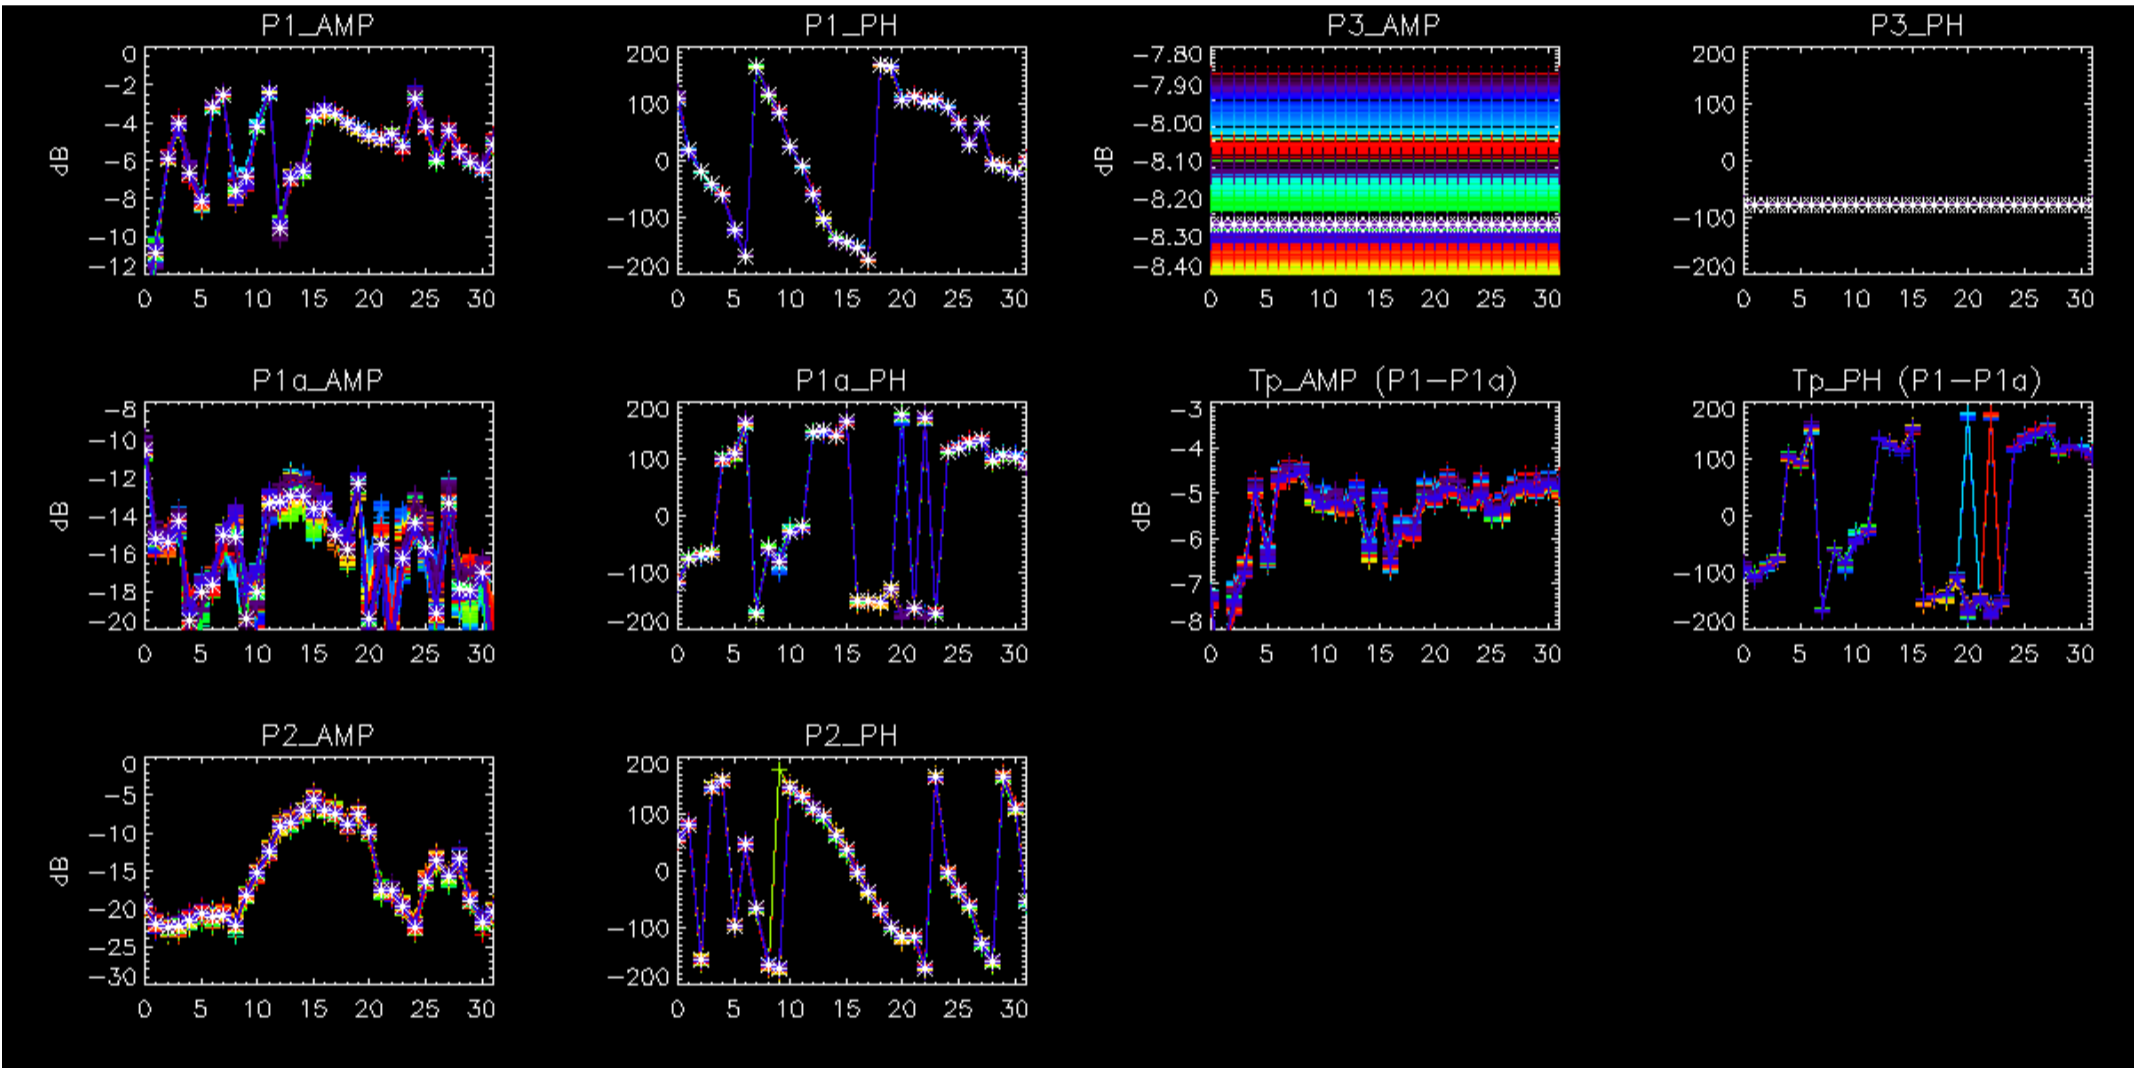 P1_AMP
P1_PH
P3_AMP
P3_PH
dB
0
-2
-4
-6
-8
-10
-12
0 5 10 15 20 25 30
200
100
0
-100
-200
0 5 10 15 20 25 30
dB
-7.80
-7.90
-8.00
-8.10
-8.20
-8.30
-8.40
0 5 10 15 20 25 30
200
100
0
-100
-200
0 5 10 15 20 25 30
P1a_AMP
P1a_PH
Tp_AMP (P1-P1a)
Tp_PH (P1-P1a)
dB
-8
-10
-12
-14
-16
-18
-20
0 5 10 15 20 25 30
200
100
0
-100
-200
0 5 10 15 20 25 30
dB
-3
-4
-5
-6
-7
-8
0 5 10 15 20 25 30
200
100
0
-100
-200
0 5 10 15 20 25 30
P2_AMP
P2_PH
dB
0
-5
-10
-15
-20
-25
-30
0 5 10 15 20 25 30
200
100
0
-100
-200
0 5 10 15 20 25 30